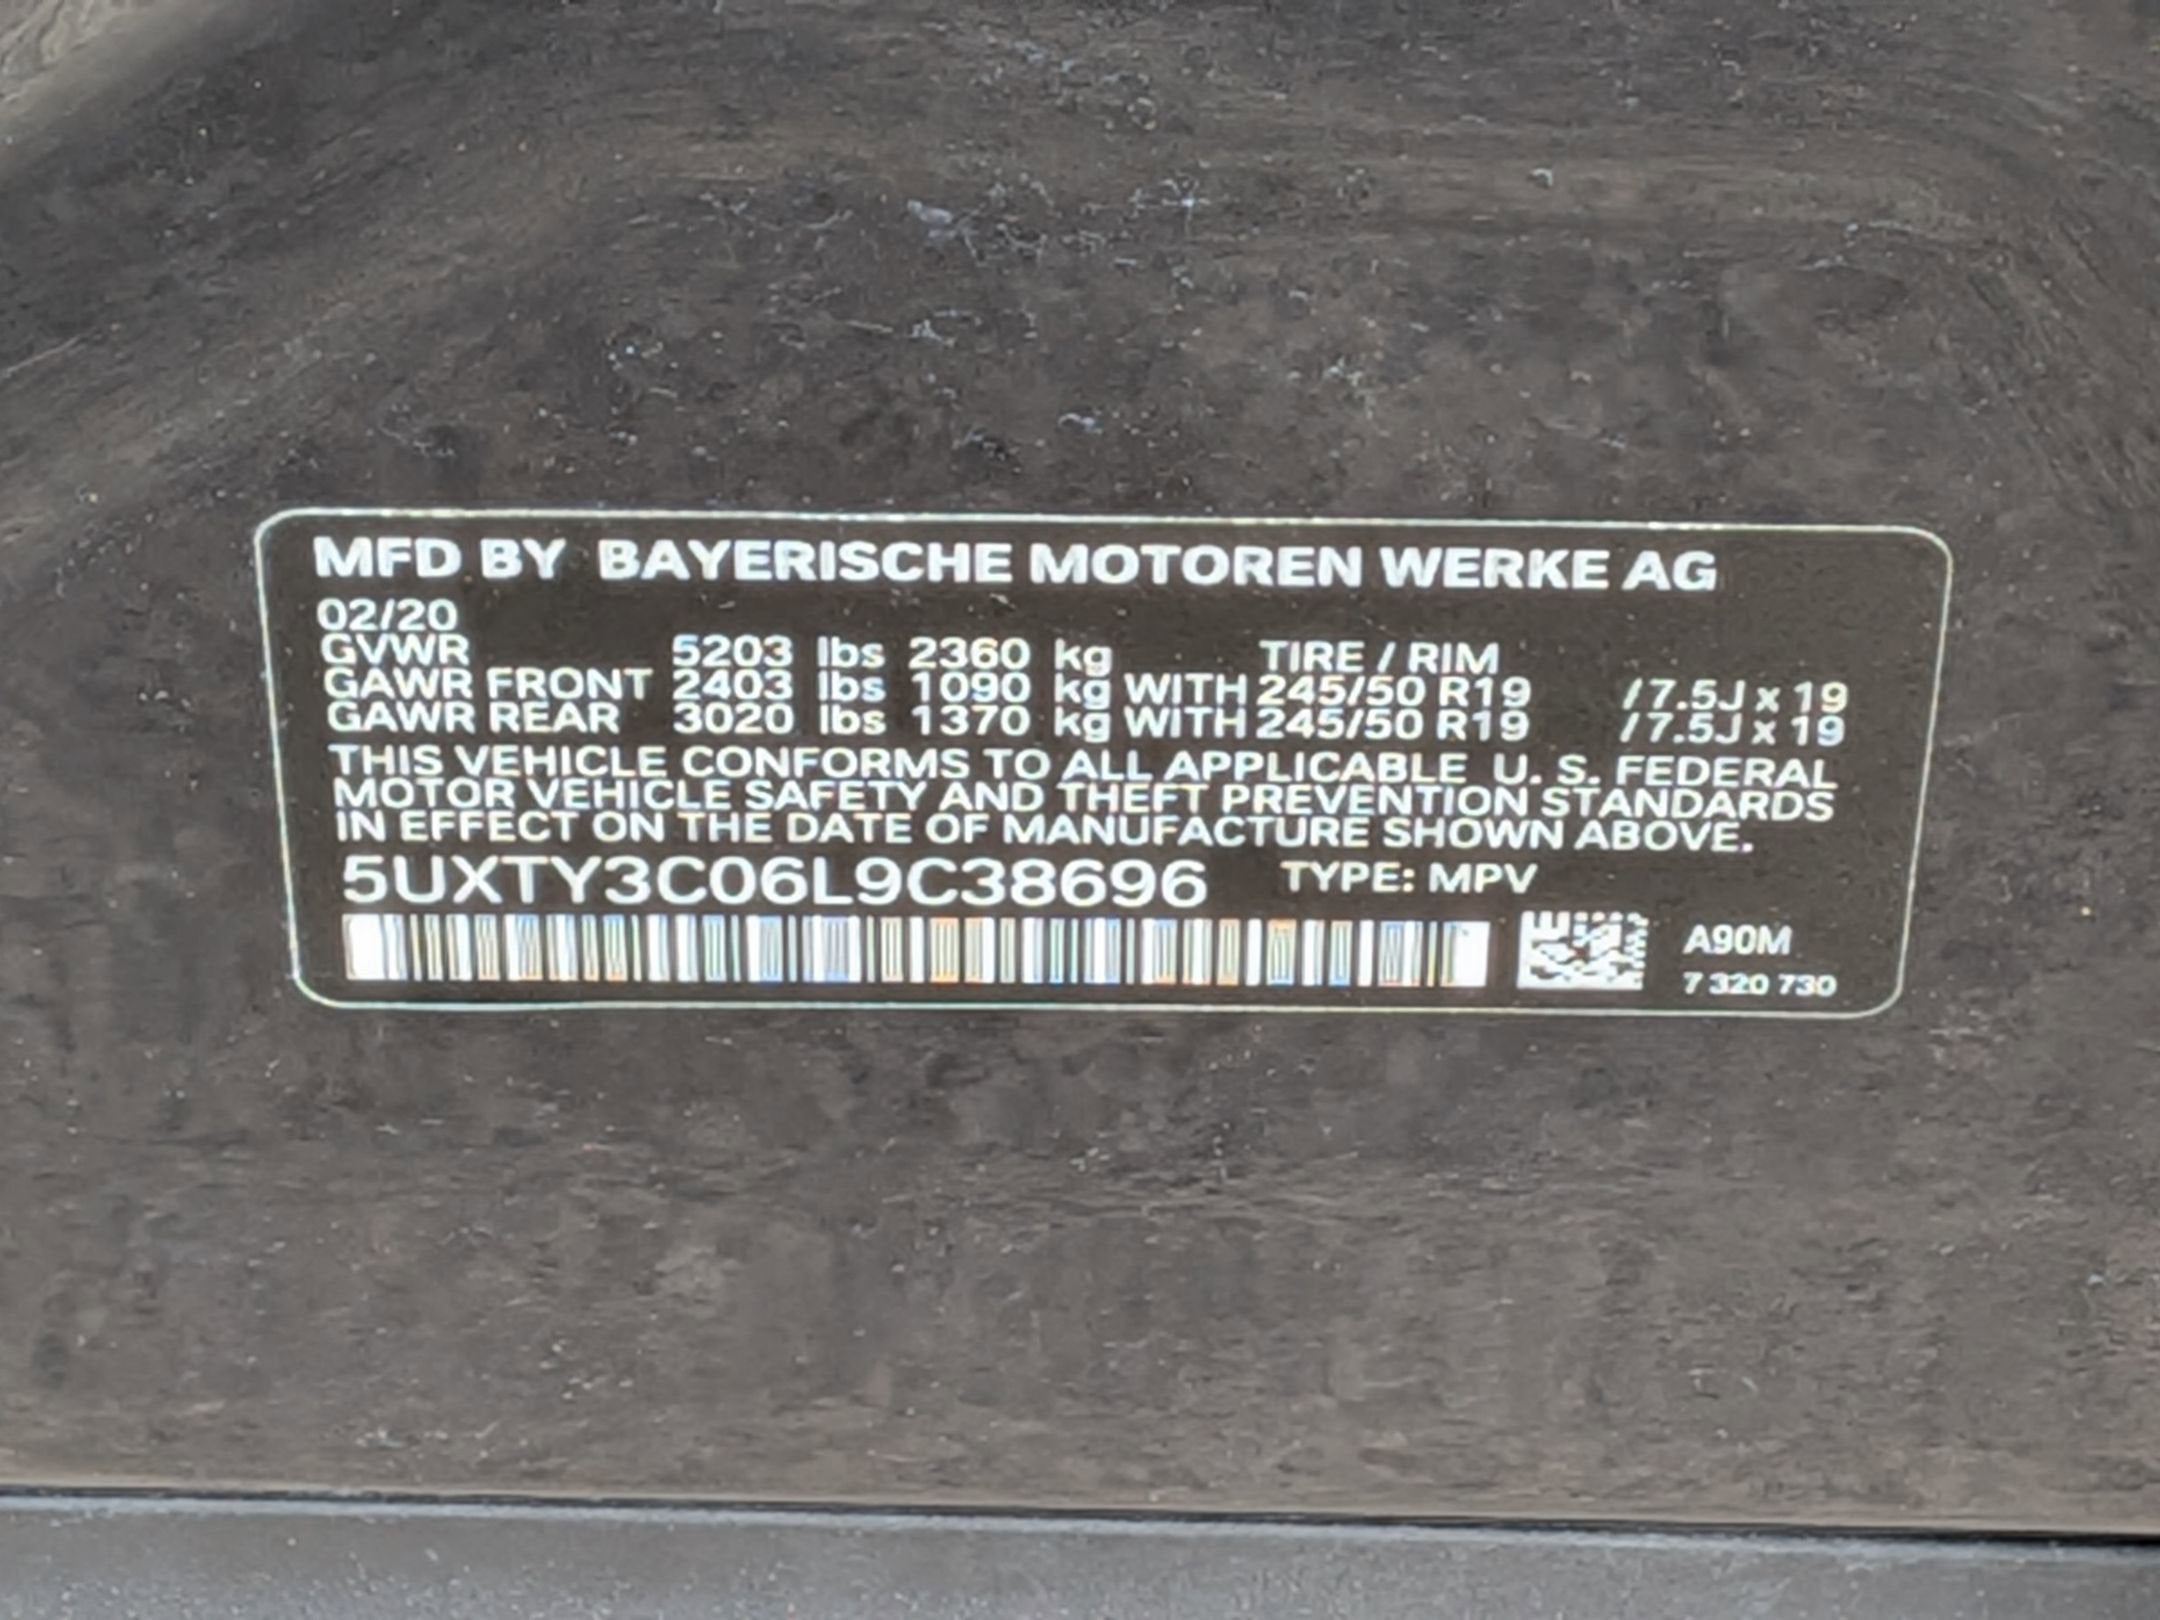 MFD BY BAYERISCHE MOTOREN WERKE AG
02/20
GVWR 5203 lbs 2360 kg TIRE / RIM
GAWR FRONT 2403 lbs 1090 kg WITH 245/50 R19 /7.5J x 19
GAWR REAR 3020 lbs 1370 kg WITH 245/50 R19 /7.5J x 19
THIS VEHICLE CONFORMS TO ALL APPLICABLE U. S. FEDERAL
MOTOR VEHICLE SAFETY AND THEFT PREVENTION STANDARDS
IN EFFECT ON THE DATE OF MANUFACTURE SHOWN ABOVE.
5UXTY3C06L9C38696 TYPE: MPV
A90M
7 320 730